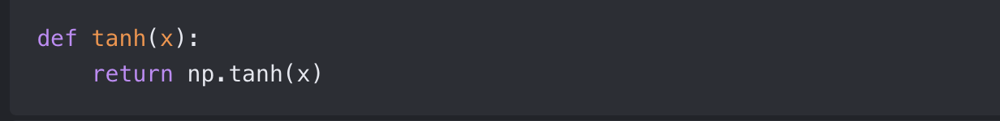 def tanh(x):
    return np.tanh(x)